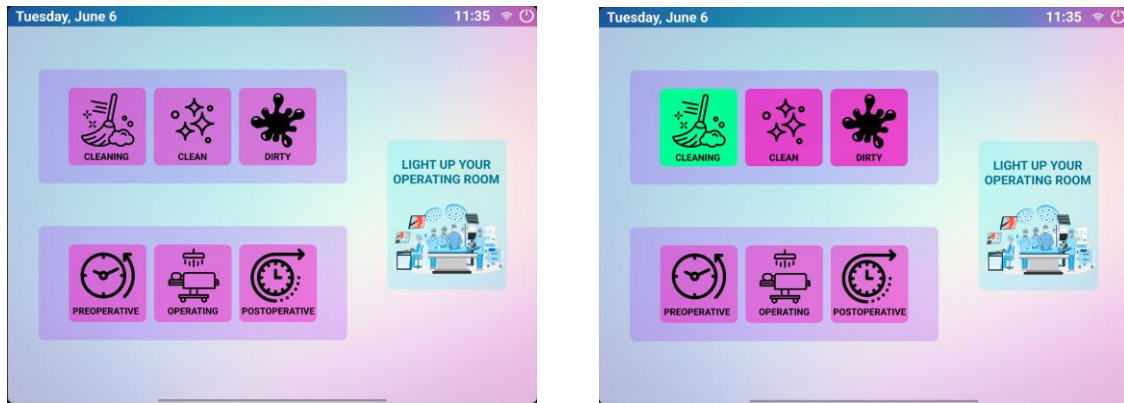 Tuesday, June 6 11:35
CLEANING CLEAN DIRTY
LIGHT UP YOUR
OPERATING ROOM
PREOPERATIVE OPERATING POSTOPERATIVE
Tuesday, June 6 11:35
CLEANING CLEAN DIRTY
LIGHT UP YOUR
OPERATING ROOM
PREOPERATIVE OPERATING POSTOPERATIVE